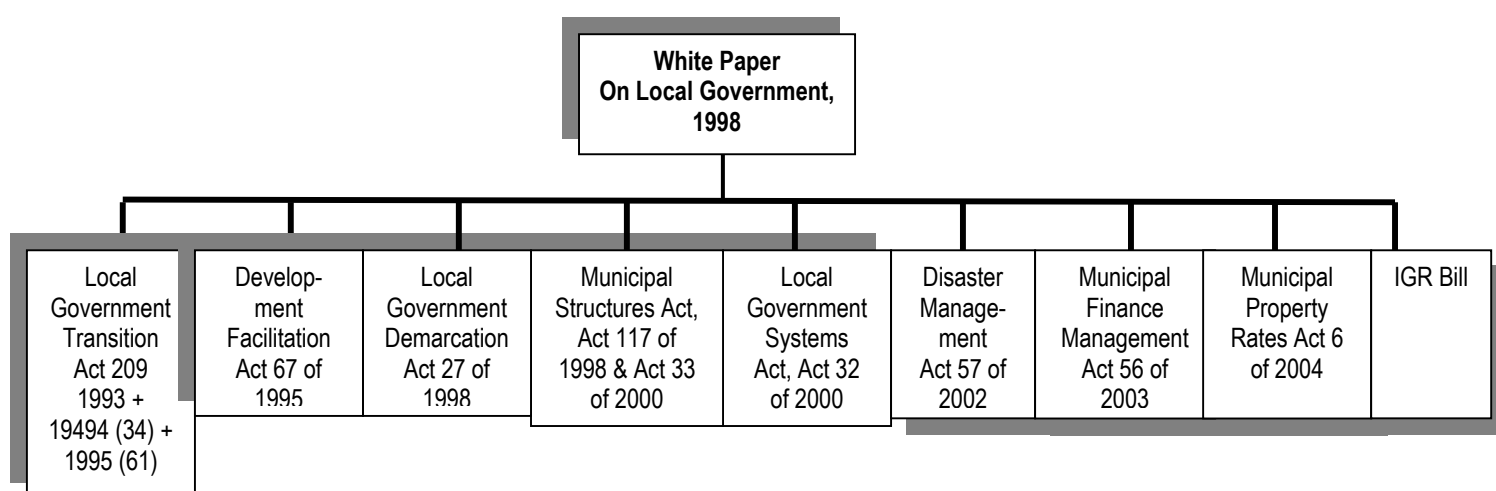 White Paper
On Local Government,
1998
Local
Government
Transition
Act 209
1993 +
19494 (34) +
1995 (61)
Develop-
ment
Facilitation
Act 67 of
1995
Local
Government
Demarcation
Act 27 of
1998
Municipal
Structures Act,
Act 117 of
1998 & Act 33
of 2000
Local
Government
Systems
Act, Act 32
of 2000
Disaster
Manage-
ment
Act 57 of
2002
Municipal
Finance
Management
Act 56 of
2003
Municipal
Property
Rates Act 6
of 2004
IGR Bill